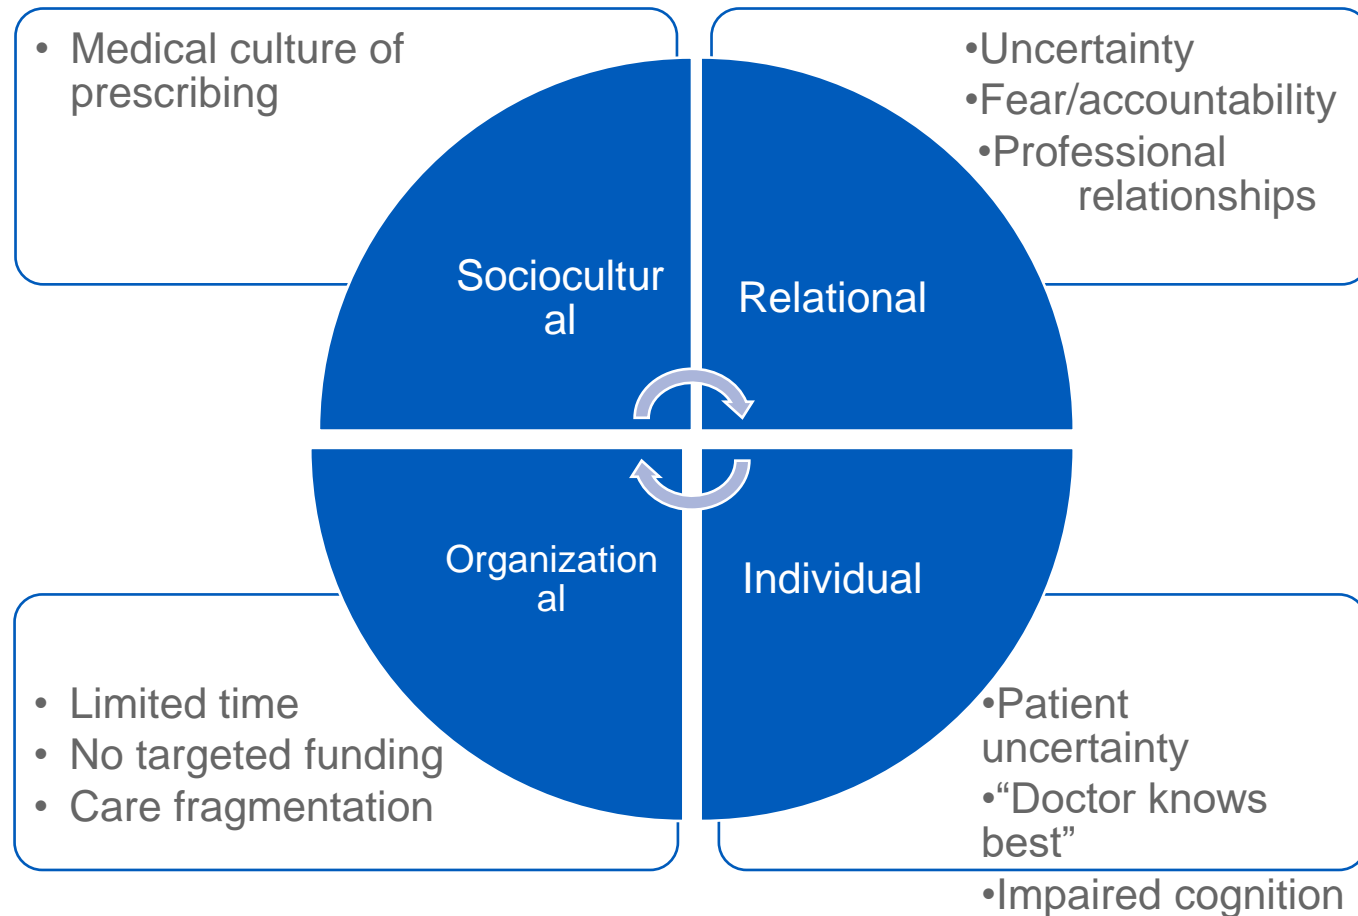 • Medical culture of
prescribing
•Uncertainty
•Fear/accountability
•Professional
relationships
Sociocultur
al
Relational
Organization
al
Individual
• Limited time
• No targeted funding
• Care fragmentation
•Patient
uncertainty
•“Doctor knows
best”
•Impaired cognition